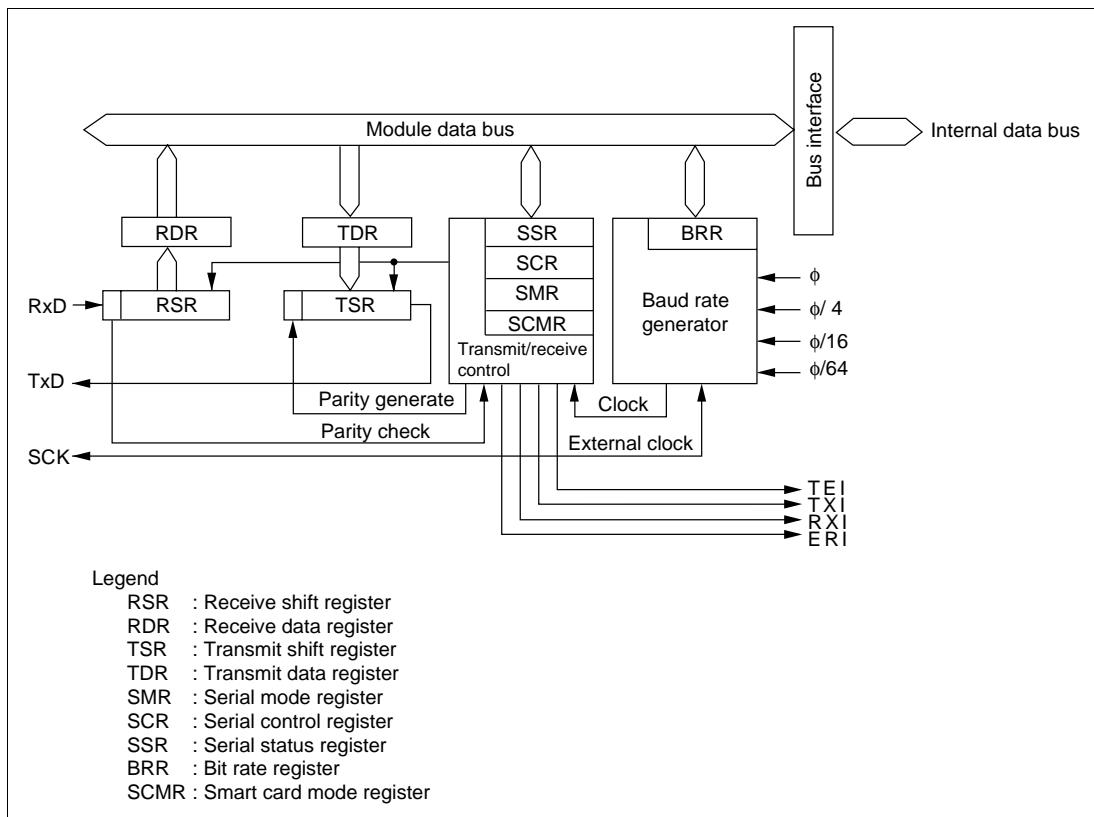 Bus interface
Module data bus
Internal data bus
RDR
TDR
SSR
BRR
SCR
RxD
RSR
TSR
SMR
SCMR
Baud rate
generator
ϕ
ϕ/ 4
ϕ/16
ϕ/64
Transmit/receive
control
TxD
Parity generate
Clock
Parity check
External clock
SCK
TEI
TXI
RXI
ERI
Legend
RSR : Receive shift register
RDR : Receive data register
TSR : Transmit shift register
TDR : Transmit data register
SMR : Serial mode register
SCR : Serial control register
SSR : Serial status register
BRR : Bit rate register
SCMR : Smart card mode register